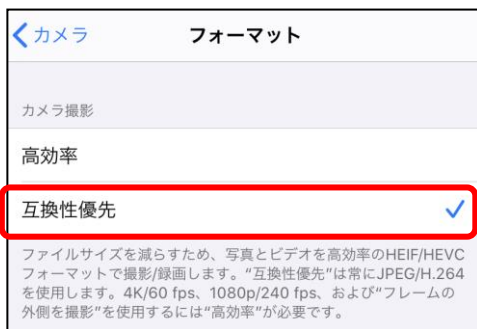 カメラ
フォーマット
カメラ撮影
高効率
互換性優先
ファイルサイズを減らすため、写真とビデオを高効率のHEIF/HEVC
フォーマットで撮影/録画します。“互換性優先”は常にJPEG/H.264
を使用します。4K/60 fps、1080p/240 fps、および“フレームの
外側を撮影”を使用するには“高効率”が必要です。